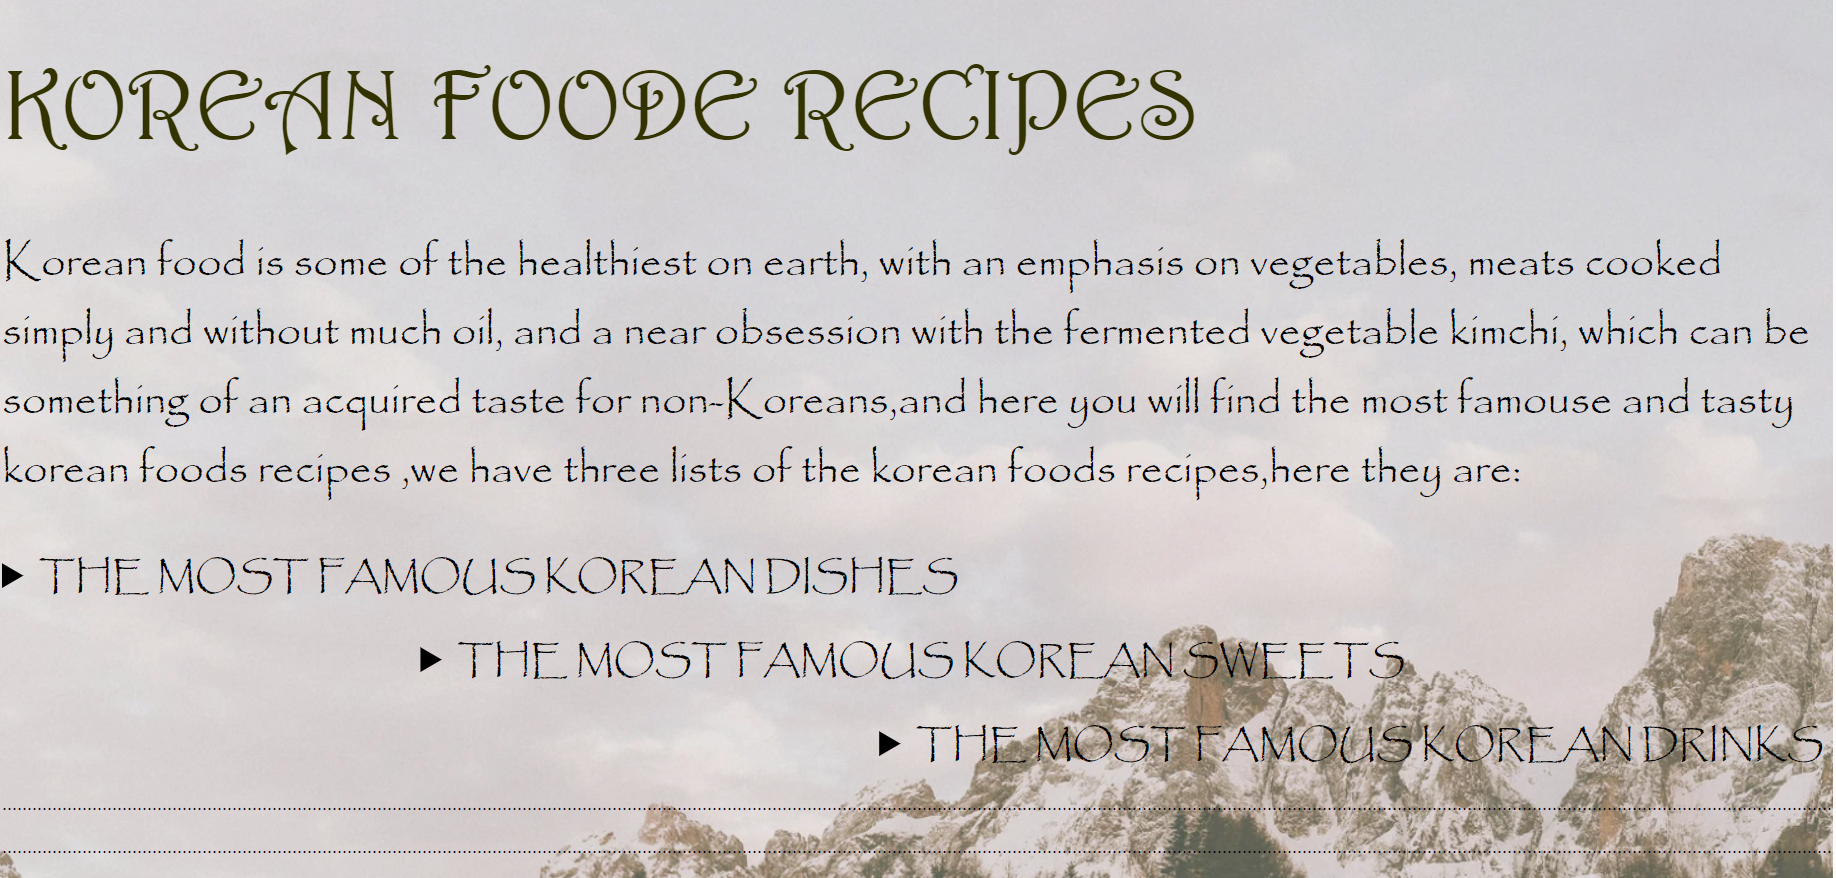 KOREAN FOODE RECIPES
Korean food is some of the healthiest on earth, with an emphasis on vegetables, meats cooked
simply and without much oil, and a near obsession with the fermented vegetable kimchi, which can be
something of an acquired taste for non-Koreans,and here you will find the most famouse and tasty
korean foods recipes ,we have three lists of the korean foods recipes,here they are:
THE MOST FAMOUS KOREAN DISHES
THE MOST FAMOUS KOREAN SWEETS
THE MOST FAMOUS KOREAN DRINKS